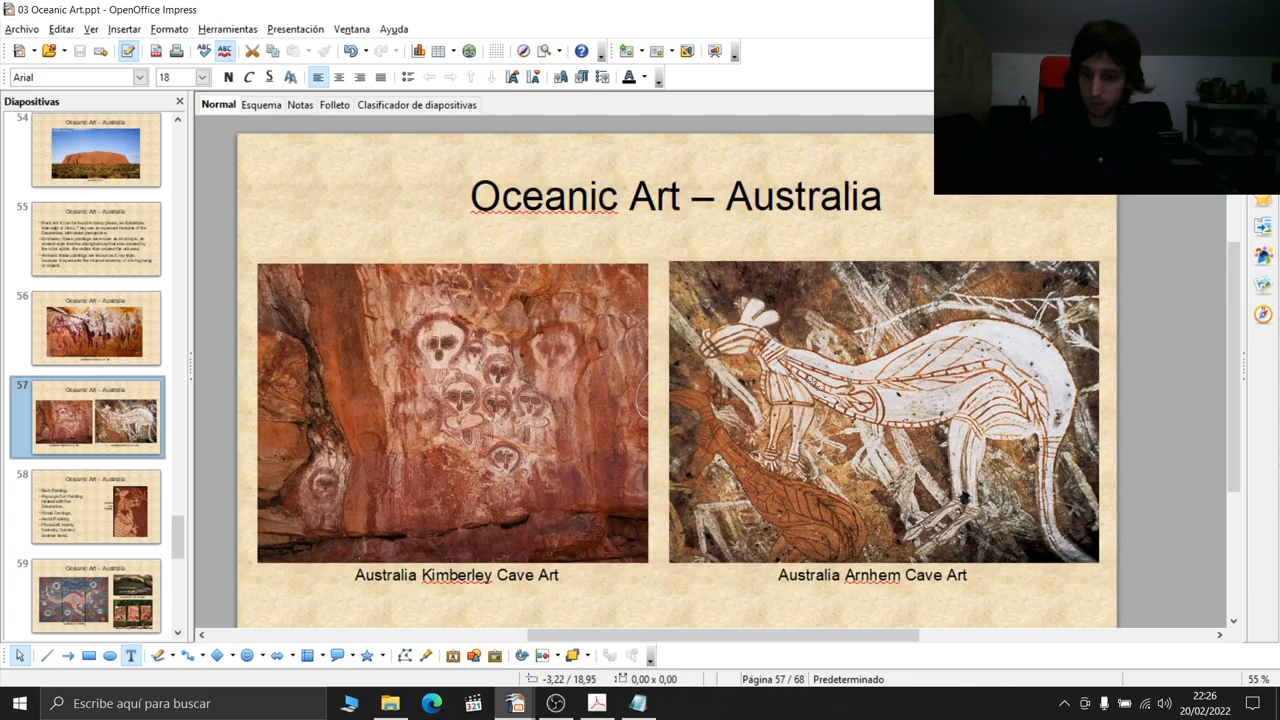 03 Oceanic Art.ppt - OpenOffice Impress
Archivo Editar Ver Insertar Formato Herramientas Presentación Ventana Ayuda
Arial 18
Diapositivas
Normal Esquema Notas Folleto Clasificador de diapositivas
54
Oceanic Art – Australia
55
Oceanic Art – Australia
56
Oceanic Art – Australia
57
Oceanic Art – Australia
58
Oceanic Art – Australia
59
Oceanic Art – Australia
Oceanic Art – Australia
Australia Kimberley Cave Art
Australia Arnhem Cave Art
-3,22 / 18,95 0,00 x 0,00 Página 57 / 68 Predeterminado 55 %
Escribe aquí para buscar
22:26
20/02/2022